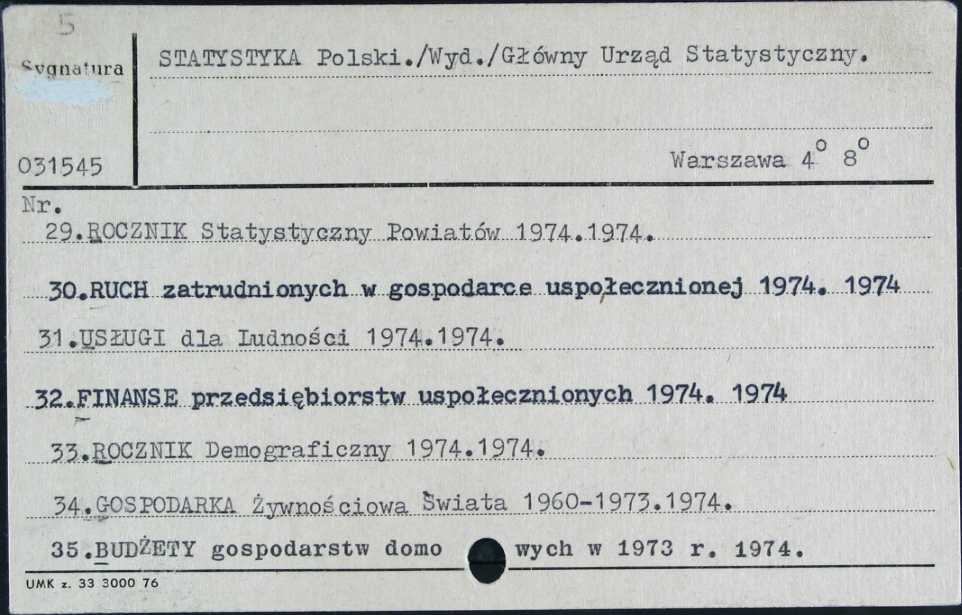 5
Sygnatura
STATYSTYKA Polski./Wyd./Główny Urząd Statystyczny.
031545
Warszawa 4° 8°
Nr.
29.ROCZNIK Statystyczny Powiatów 1974.1974.
30.RUCH zatrudnionych w gospodarce uspołecznionej 1974. 1974
31.USŁUGI dla Ludności 1974.1974.
32.FINANSE przedsiębiorstw uspołecznionych 1974. 1974
33.ROCZNIK Demograficzny 1974.1974.
34.GOSPODARKA Żywnościowa Świata 1960-1973.1974.
35.BUDŻETY gospodarstw domo wych w 1973 r. 1974.
UMK z. 33 3000 76